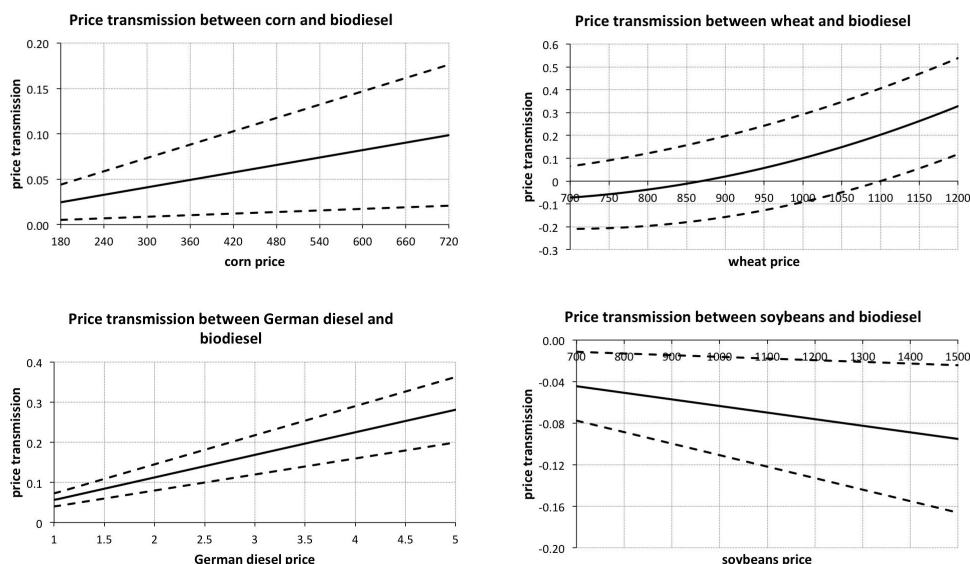 Price transmission between corn and biodiesel
0.20
0.15
0.10
0.05
0.00
price transmission
180 240 300 360 420 480 540 600 660 720
corn price
Price transmission between wheat and biodiesel
0.6
0.5
0.4
0.3
0.2
0.1
0
-0.1
-0.2
-0.3
price transmission
700 750 800 850 900 950 1000 1050 1100 1150 1200
wheat price
Price transmission between German diesel and
biodiesel
0.4
0.3
0.2
0.1
0
price transmission
1 1.5 2 2.5 3 3.5 4 4.5 5
German diesel price
Price transmission between soybeans and biodiesel
0.00
-0.04
-0.08
-0.12
-0.16
-0.20
price transmission
700 800 900 1000 1100 1200 1300 1400 1500
soybeans price